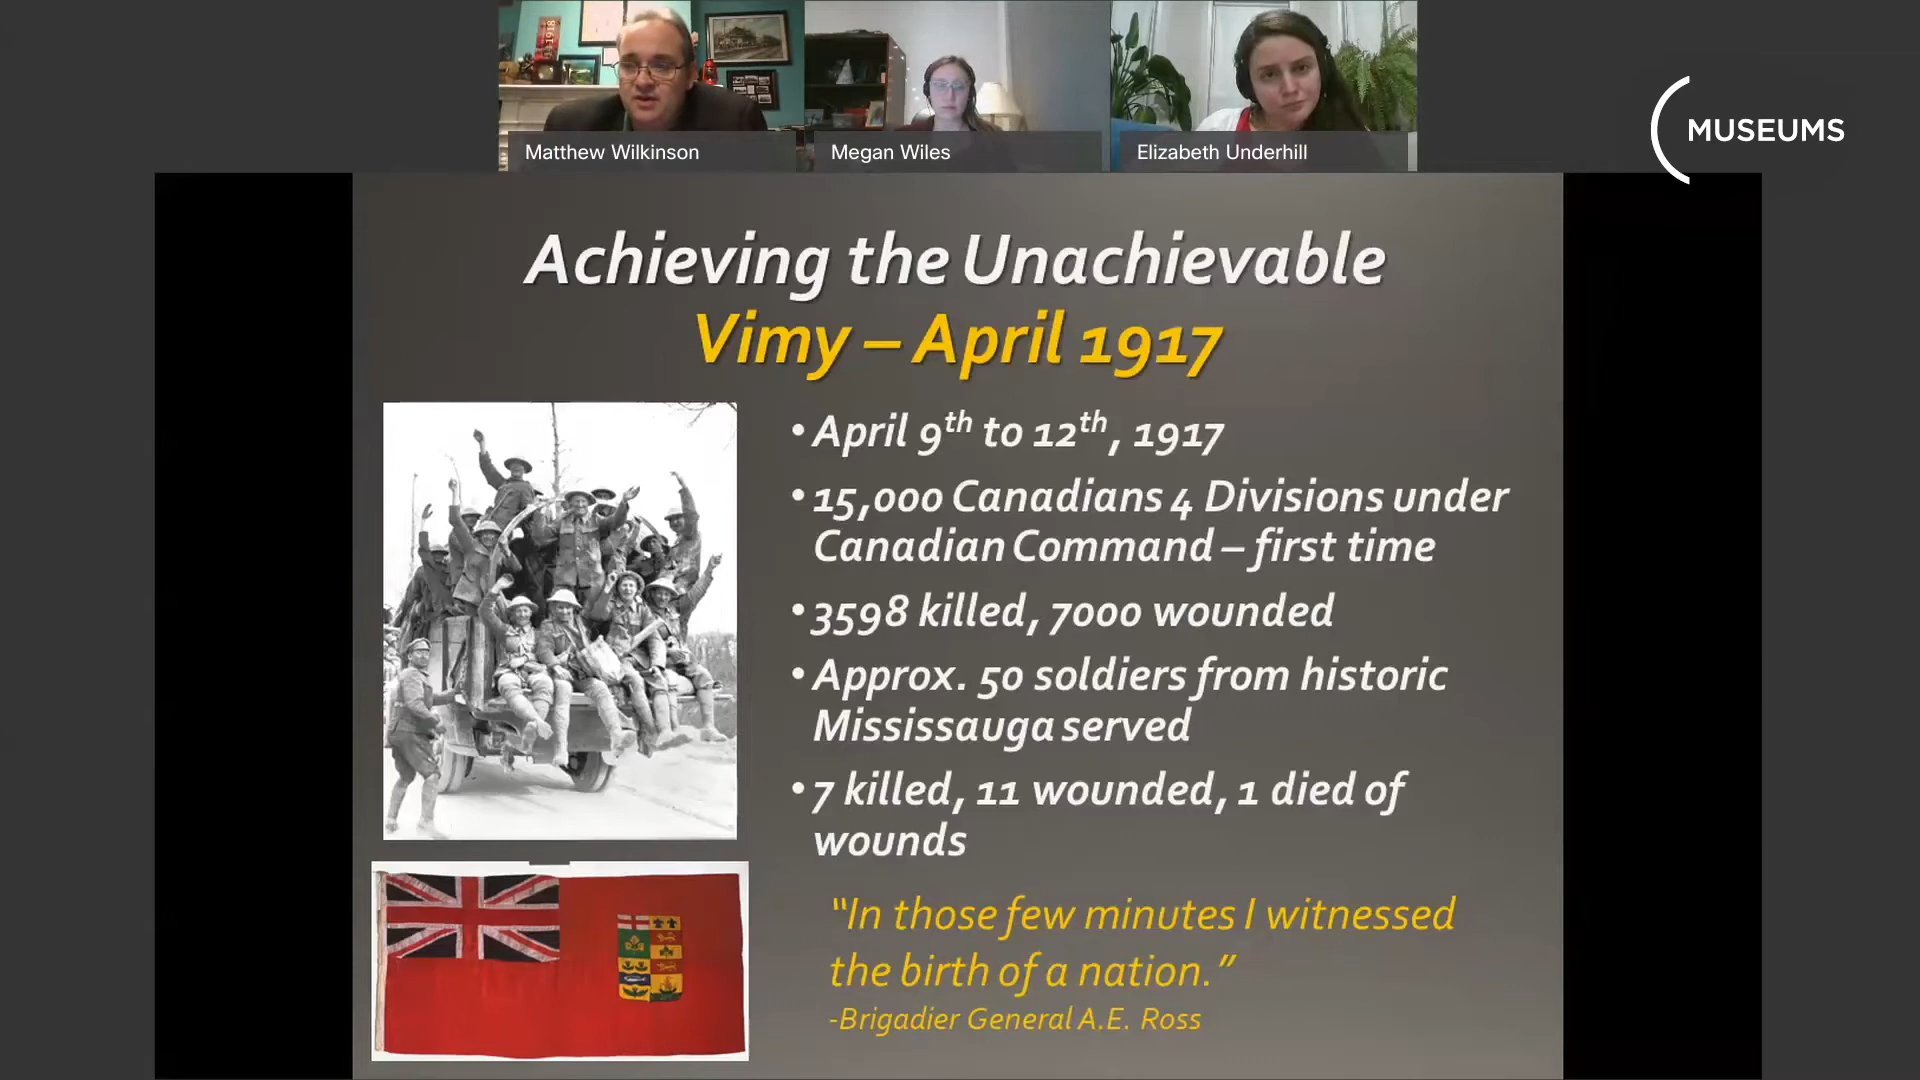 1918
Matthew Wilkinson
Megan Wiles
Elizabeth Underhill
MUSEUMS
Achieving the Unachievable
Vimy – April 1917
• April 9th to 12th, 1917
• 15,000 Canadians 4 Divisions under
Canadian Command – first time
• 3598 killed, 7000 wounded
• Approx. 50 soldiers from historic
Mississauga served
• 7 killed, 11 wounded, 1 died of
wounds
“In those few minutes I witnessed
the birth of a nation.”
-Brigadier General A.E. Ross